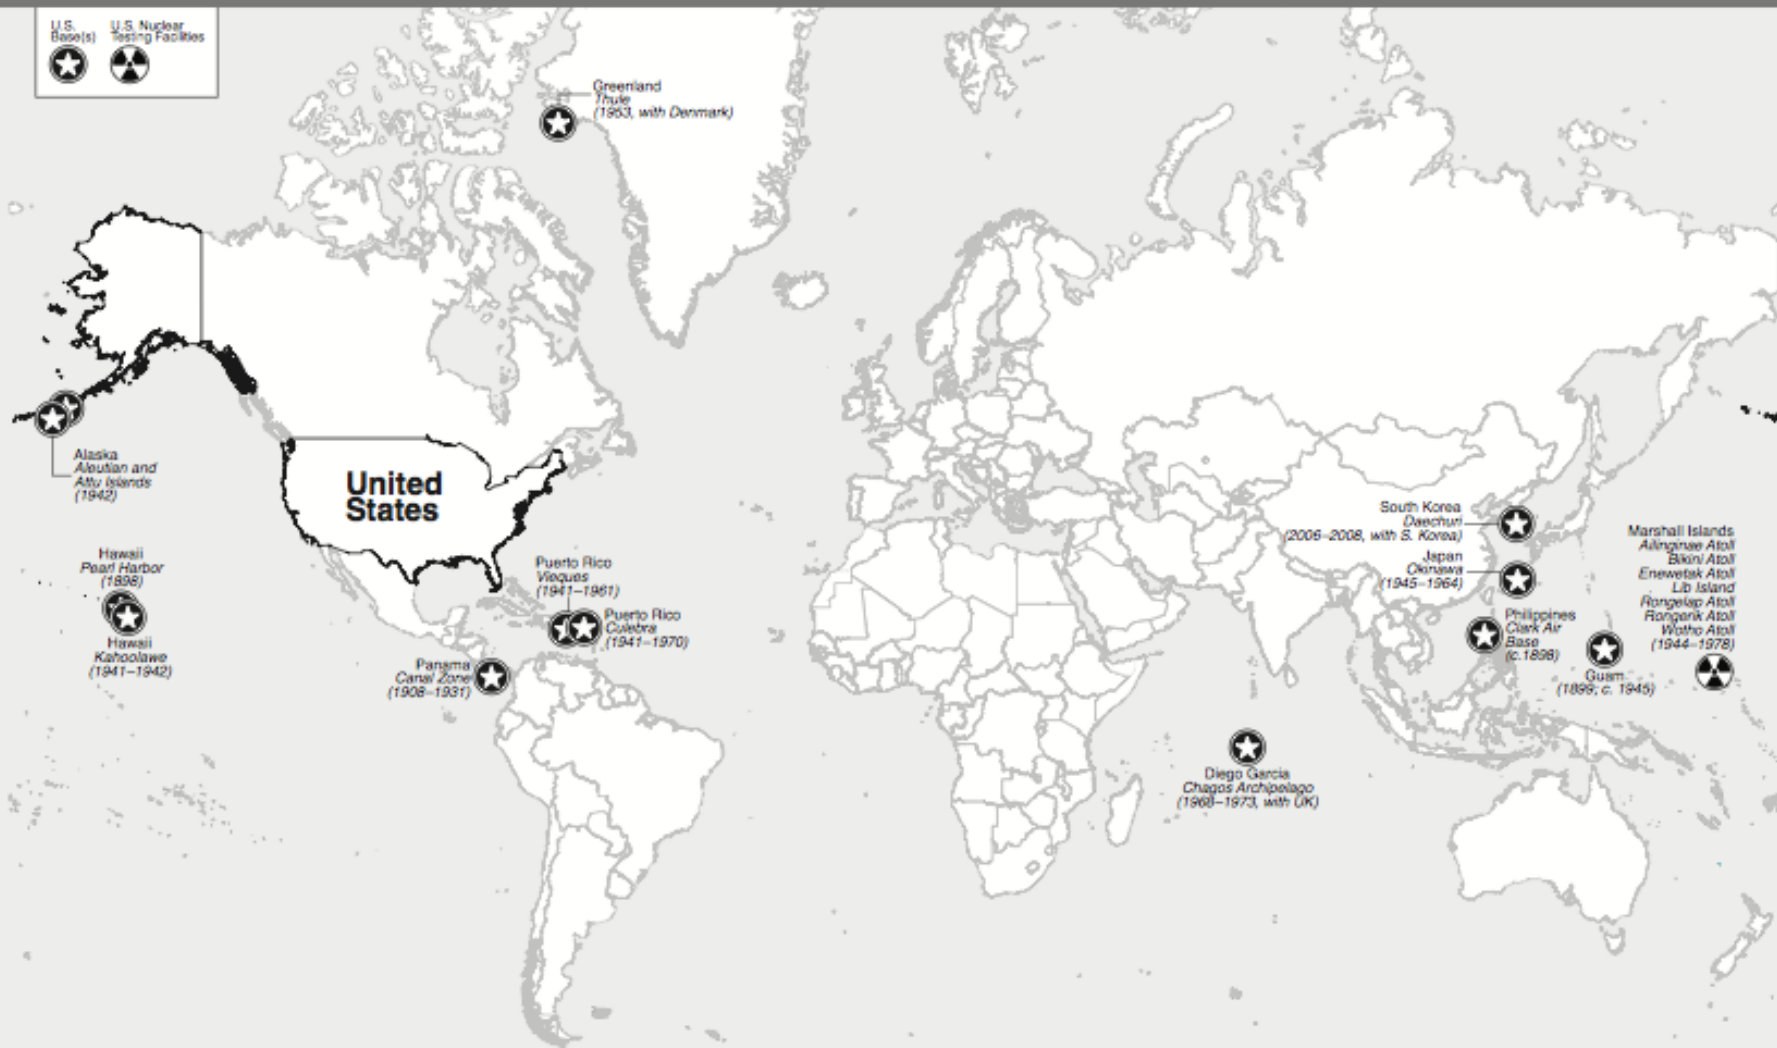 U.S.
Base(s)
U.S. Nuclear
Testing Facilities
Greenland
Thule
(1953, with Denmark)
Alaska
Aleutian and
Attu Islands
(1942)
United
States
Hawaii
Pearl Harbor
(1898)
Hawaii
Kahoolawe
(1941–1942)
Puerto Rico
Vieques
(1941–1961)
Puerto Rico
Culebra
(1941–1970)
Panama
Canal Zone
(1908–1931)
South Korea
Daechuri
(2006–2008, with S. Korea)
Japan
Okinawa
(1945–1964)
Philippines
Clark Air
Base
(c.1898)
Guam
(1899; c. 1945)
Marshall Islands
Ailinginae Atoll
Bikini Atoll
Enewetak Atoll
Lib Island
Rongelap Atoll
Rongerik Atoll
Wotho Atoll
(1944–1978)
Diego Garcia
Chagos Archipelago
(1968–1973, with UK)